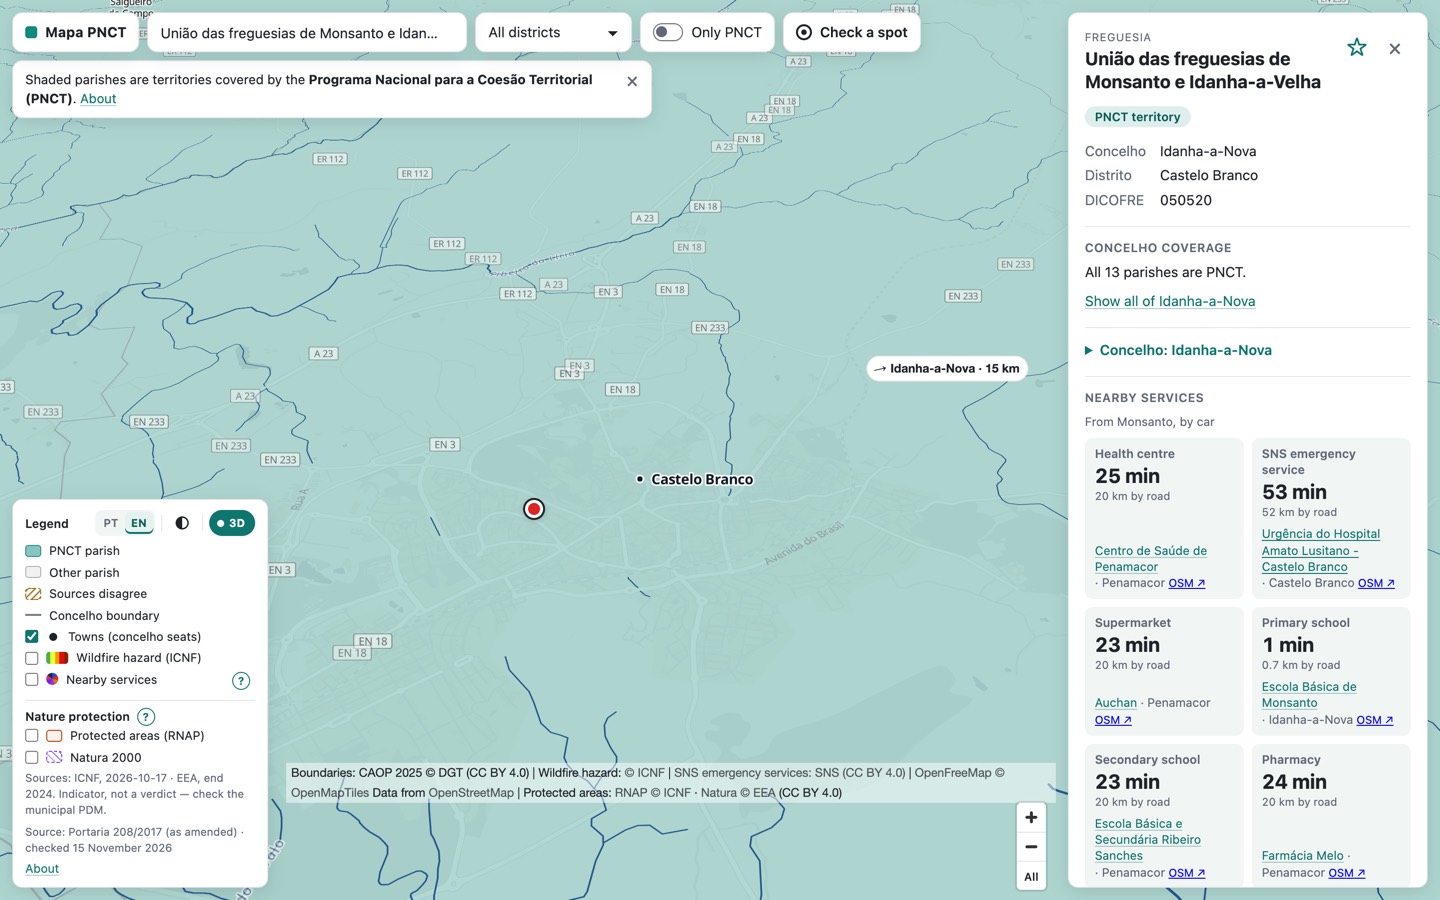 Salgueiro
do Campo
Mapa PNCT
União das freguesias de Monsanto e Idan...
All districts
Only PNCT
Check a spot
Shaded parishes are territories covered by the Programa Nacional para a Coesão Territorial
(PNCT). About
EN 18
A 23
EN 18
EN 18
A 23
EN 18
A 23
ER 112
ER 112
EN 18
A 23
ER 112
EN 18
ER 112
EN 233
A 23
ER 112
EN 3
EN 18
EN 233
EN 233
A 23
EN 3
EN 3
EN 18
A 23
EN 233
EN 233
EN 233
EN 233
EN 3
Idanha-a-Nova · 15 km
Castelo Branco
Rua A
Avenida do Brasil
EN 3
EN 18
EN 18
Legend
PT
EN
3D
PNCT parish
Other parish
Sources disagree
Concelho boundary
Towns (concelho seats)
Wildfire hazard (ICNF)
Nearby services
?
Nature protection
?
Protected areas (RNAP)
Natura 2000
Sources: ICNF, 2026-10-17 · EEA, end
2024. Indicator, not a verdict — check the
municipal PDM.
Source: Portaria 208/2017 (as amended) ·
checked 15 November 2026
About
Boundaries: CAOP 2025 © DGT (CC BY 4.0) | Wildfire hazard: © ICNF | SNS emergency services: SNS (CC BY 4.0) | OpenFreeMap ©
OpenMapTiles Data from OpenStreetMap | Protected areas: RNAP © ICNF · Natura © EEA (CC BY 4.0)
+
−
All
FREGUESIA
União das freguesias de
Monsanto e Idanha-a-Velha
PNCT territory
Concelho Idanha-a-Nova
Distrito Castelo Branco
DICOFRE 050520
CONCELHO COVERAGE
All 13 parishes are PNCT.
Show all of Idanha-a-Nova
Concelho: Idanha-a-Nova
NEARBY SERVICES
From Monsanto, by car
Health centre
25 min
20 km by road
Centro de Saúde de
Penamacor
· Penamacor OSM ↗
SNS emergency
service
53 min
52 km by road
Urgência do Hospital
Amato Lusitano -
Castelo Branco
· Castelo Branco OSM ↗
Supermarket
23 min
20 km by road
Auchan · Penamacor
OSM ↗
Primary school
1 min
0.7 km by road
Escola Básica de
Monsanto
· Idanha-a-Nova OSM ↗
Secondary school
23 min
20 km by road
Escola Básica e
Secundária Ribeiro
Sanches
· Penamacor OSM ↗
Pharmacy
24 min
20 km by road
Farmácia Melo ·
Penamacor OSM ↗